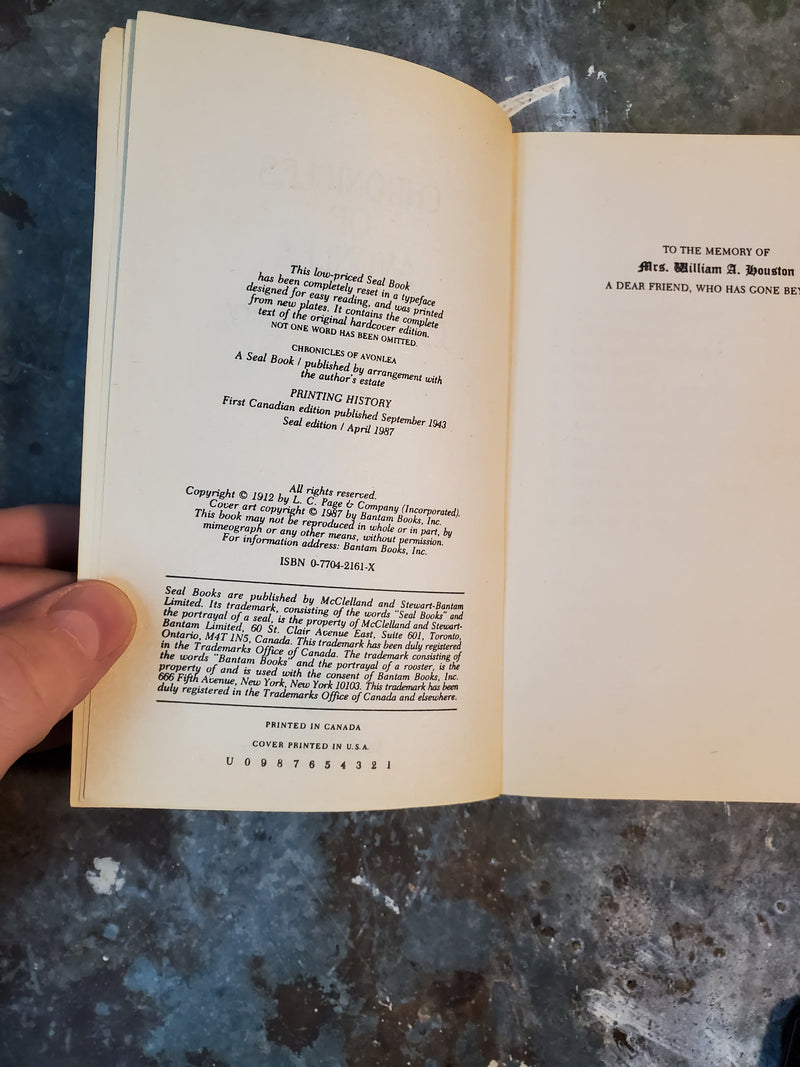 This low-priced Seal Book
has been completely reset in a typeface
designed for easy reading, and was printed
from new plates. It contains the complete
text of the original hardcover edition.
NOT ONE WORD HAS BEEN OMITTED.
CHRONICLES OF AVONLEA
A Seal Book / published by arrangement with
the author's estate
PRINTING HISTORY
First Canadian edition published September 1943
Seal edition / April 1987
All rights reserved.
Copyright © 1912 by L. C. Page & Company (Incorporated).
Cover art copyright © 1987 by Bantam Books, Inc.
This book may not be reproduced in whole or in part, by
mimeograph or any other means, without permission.
For information address: Bantam Books, Inc.
ISBN 0-7704-2161-X
Seal Books are published by McClelland and Stewart-Bantam
Limited. Its trademark, consisting of the words "Seal Books" and
the portrayal of a seal, is the property of McClelland and Stewart-
Bantam Limited, 60 St. Clair Avenue East, Suite 601, Toronto,
Ontario, M4T 1N5, Canada. This trademark has been duly registered
in the Trademarks Office of Canada. The trademark consisting of
the words "Bantam Books" and the portrayal of a rooster, is the
property of and is used with the consent of Bantam Books, Inc.
666 Fifth Avenue, New York, New York 10103. This trademark has been
duly registered in the Trademarks Office of Canada and elsewhere.
PRINTED IN CANADA
COVER PRINTED IN U.S.A.
U 0 9 8 7 6 5 4 3 2 1
TO THE MEMORY OF
Mrs. William A. Houston
A DEAR FRIEND, WHO HAS GONE